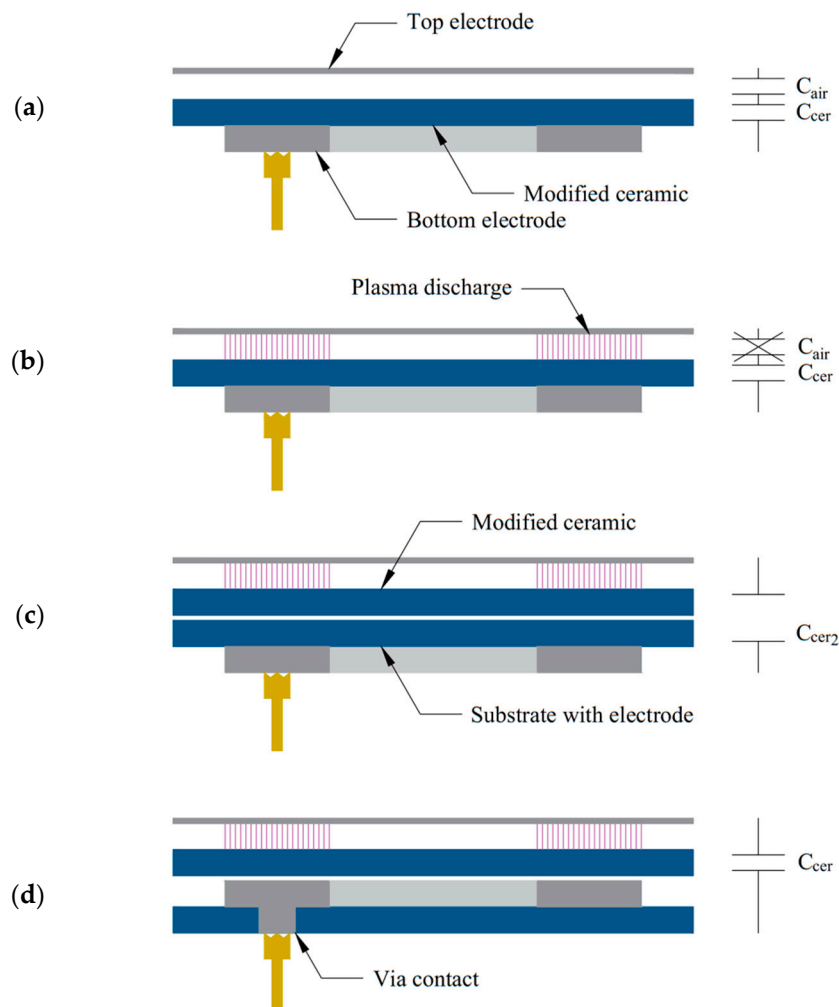 Top electrode
(a)
C_air
C_cer
Modified ceramic
Bottom electrode
Plasma discharge
(b)
C_air
C_cer
Modified ceramic
(c)
C_cer2
Substrate with electrode
(d)
C_cer
Via contact